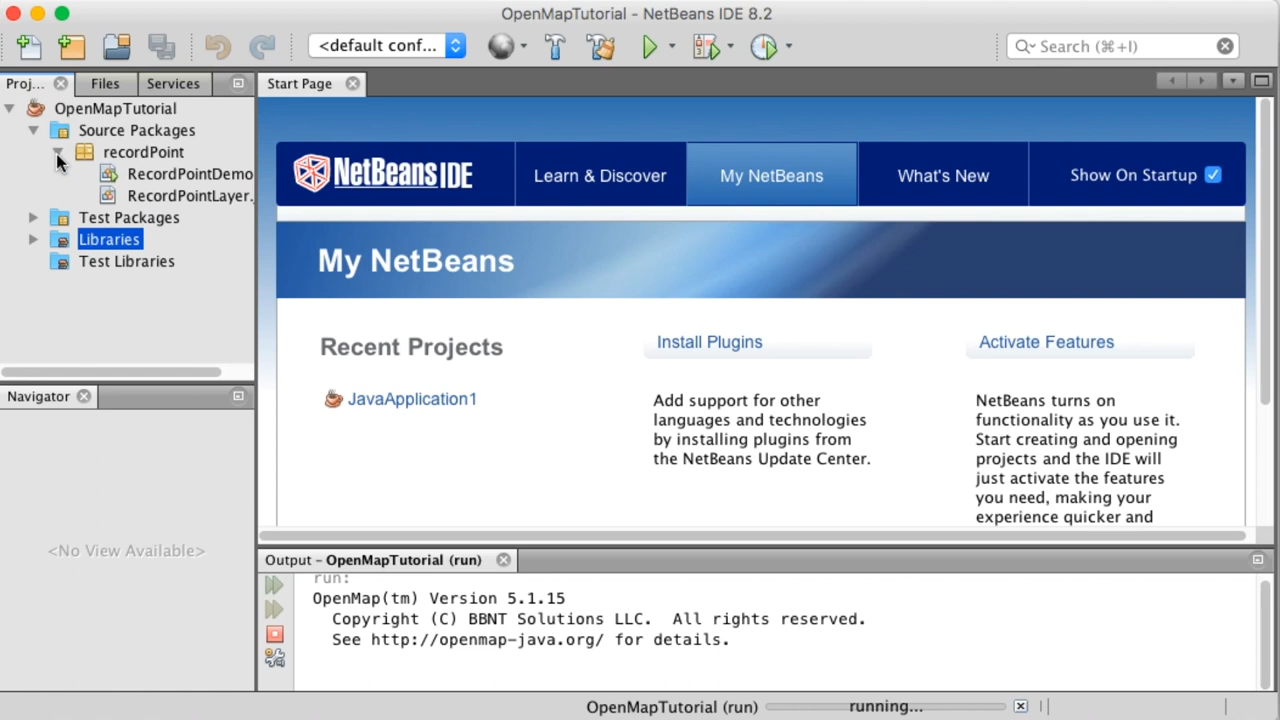 OpenMapTutorial - NetBeans IDE 8.2
<default conf...
Search (⌘+I)
Proj...
Files
Services
Start Page
OpenMapTutorial
Source Packages
recordPoint
RecordPointDemo
RecordPointLayer.
Test Packages
Libraries
Test Libraries
NetBeans IDE
Learn & Discover
My NetBeans
What's New
Show On Startup
My NetBeans
Recent Projects
JavaApplication1
Install Plugins
Add support for other
languages and technologies
by installing plugins from
the NetBeans Update Center.
Activate Features
NetBeans turns on
functionality as you use it.
Start creating and opening
projects and the IDE will
just activate the features
you need, making your
experience quicker and
Navigator
<No View Available>
Output - OpenMapTutorial (run)
run:
OpenMap(tm) Version 5.1.15
Copyright (C) BBNT Solutions LLC. All rights reserved.
See http://openmap-java.org/ for details.
OpenMapTutorial (run)
running...